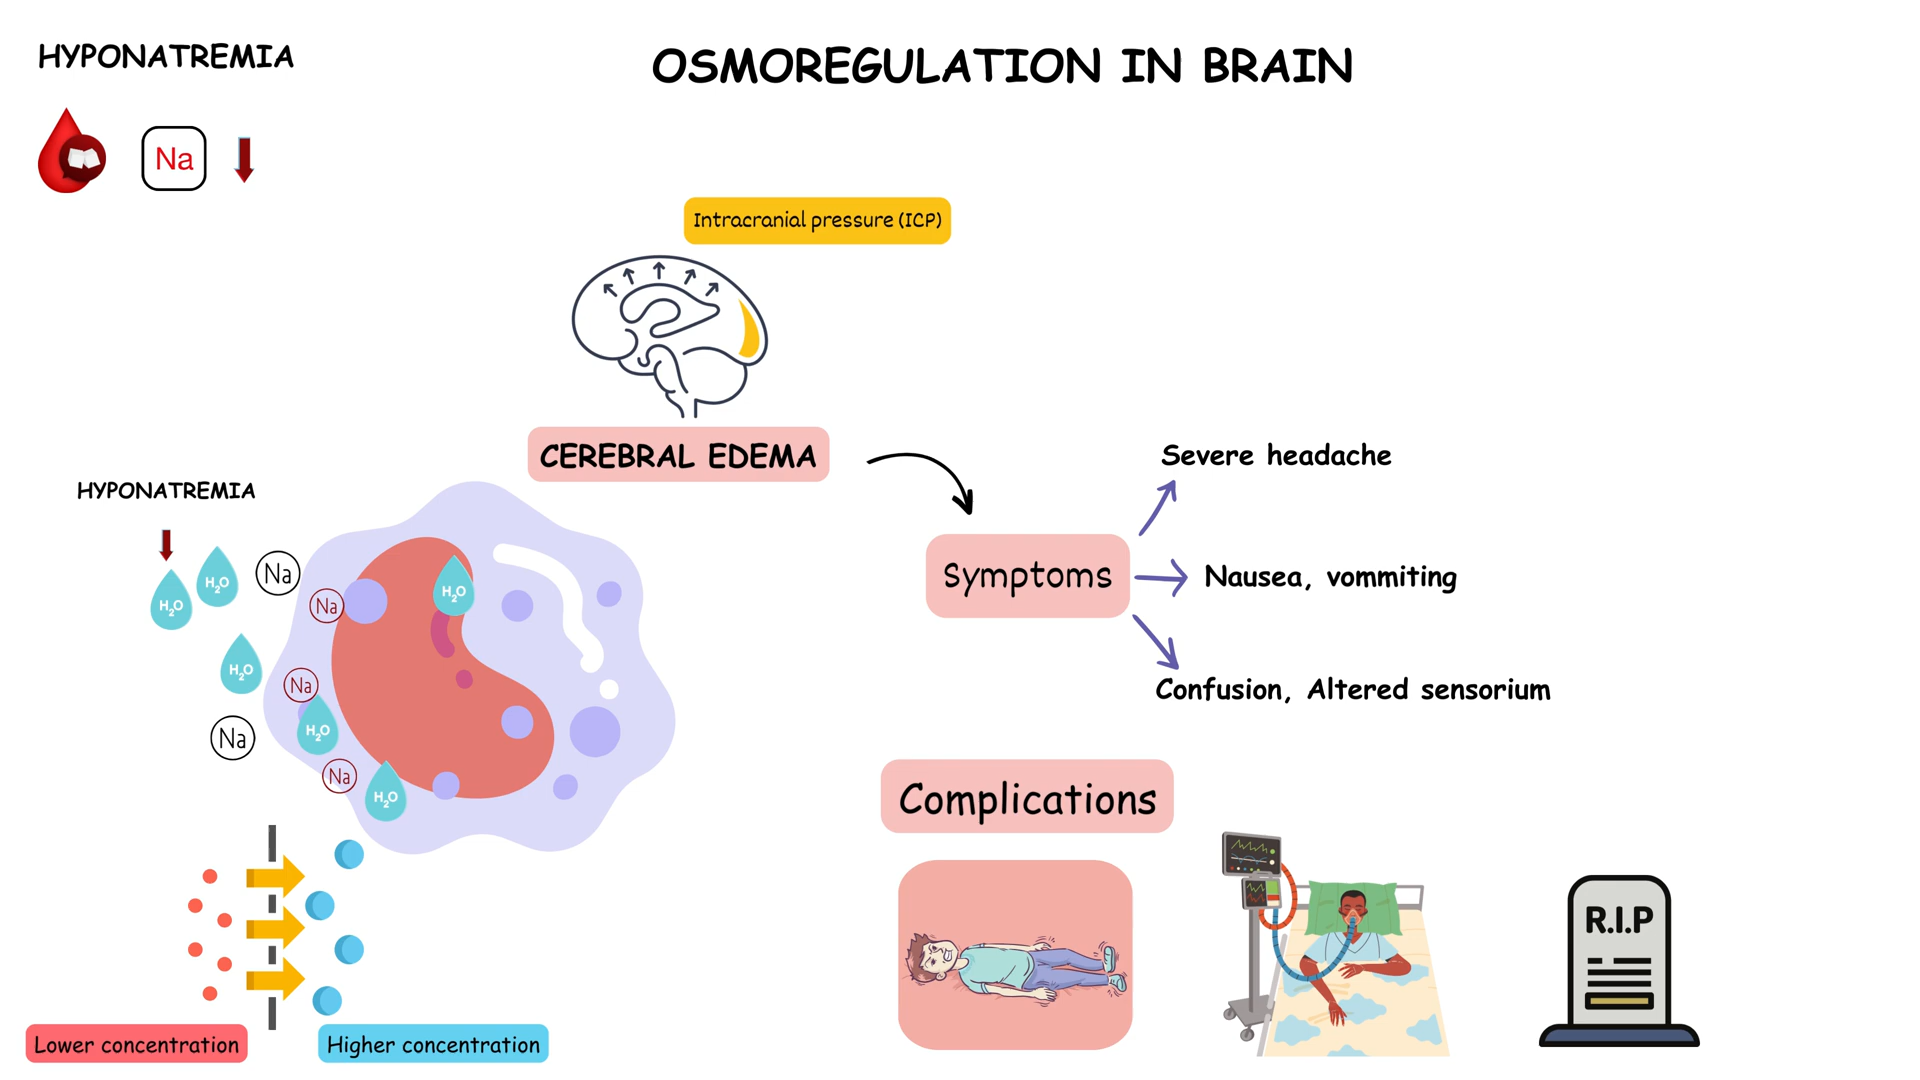 HYPONATREMIA
OSMOREGULATION IN BRAIN
Na
Intracranial pressure (ICP)
CEREBRAL EDEMA
HYPONATREMIA
H₂O
H₂O
Na
Na
H₂O
H₂O
Na
H₂O
Na
Na
H₂O
Severe headache
Symptoms
Nausea, vommiting
Confusion, Altered sensorium
Complications
R.I.P
Lower concentration
Higher concentration